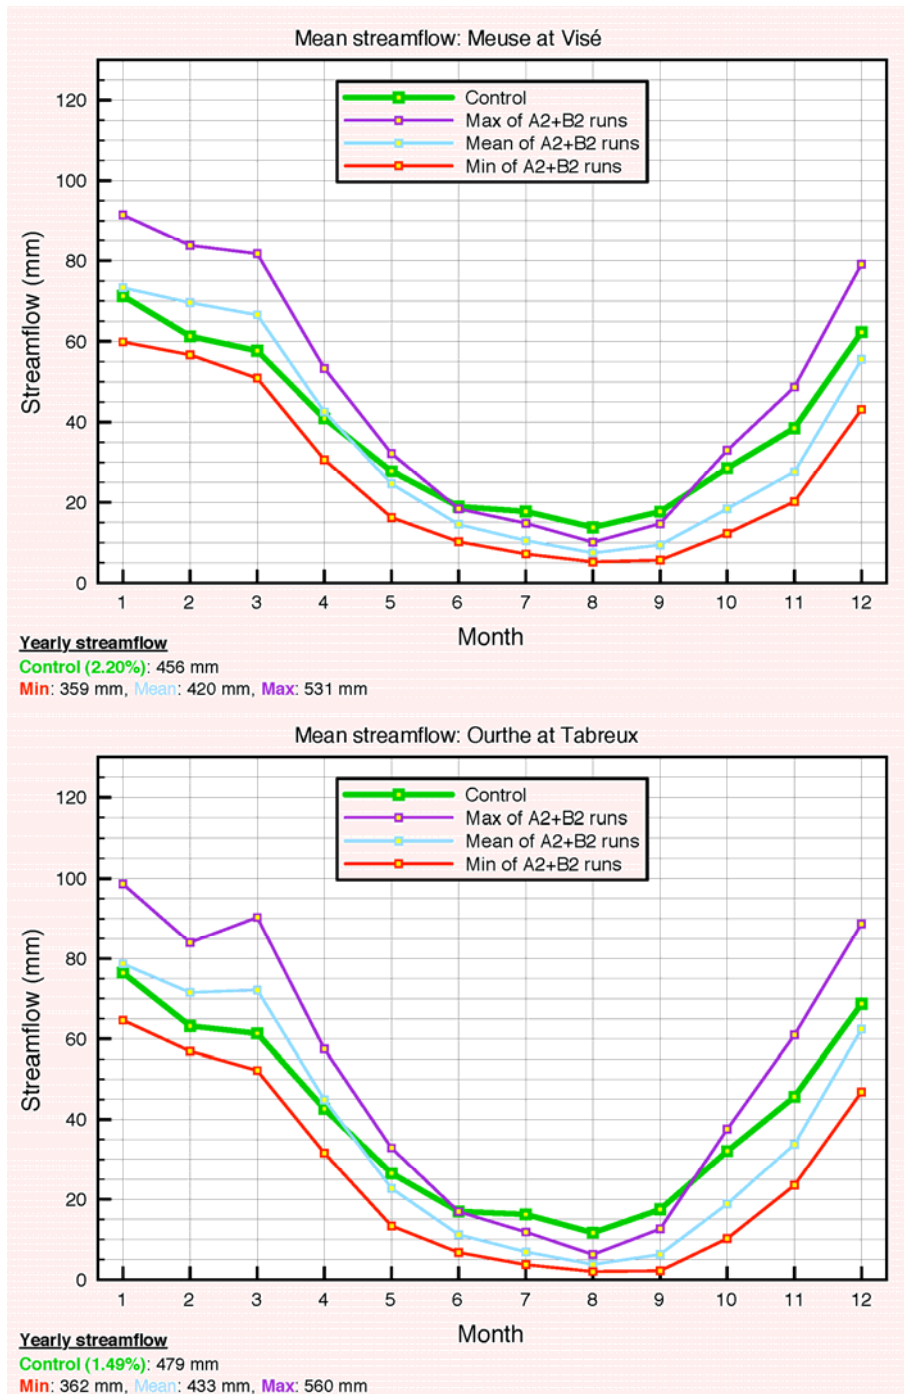 Mean streamflow: Meuse at Visé
Control
Max of A2+B2 runs
Mean of A2+B2 runs
Min of A2+B2 runs
120
100
80
60
40
20
0
Streamflow (mm)
1 2 3 4 5 6 7 8 9 10 11 12
Month
Yearly streamflow
Control (2.20%): 456 mm
Min: 359 mm, Mean: 420 mm, Max: 531 mm
Mean streamflow: Ourthe at Tabreux
Control
Max of A2+B2 runs
Mean of A2+B2 runs
Min of A2+B2 runs
120
100
80
60
40
20
0
Streamflow (mm)
1 2 3 4 5 6 7 8 9 10 11 12
Month
Yearly streamflow
Control (1.49%): 479 mm
Min: 362 mm, Mean: 433 mm, Max: 560 mm